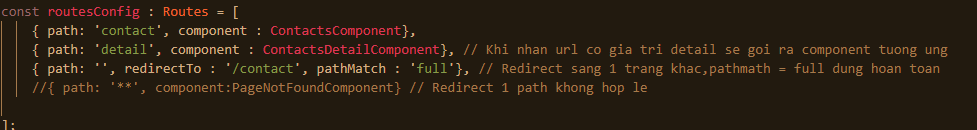 const routesConfig : Routes = [
{ path: 'contact', component : ContactsComponent},
{ path: 'detail', component : ContactsDetailComponent}, // Khi nhan url co gia tri detail se goi ra component tuong ung
{ path: '', redirectTo : '/contact', pathMatch : 'full'}, // Redirect sang 1 trang khac,pathmath = full dung hoan toan
//{ path: '**', component:PageNotFoundComponent} // Redirect 1 path khong hop le
];